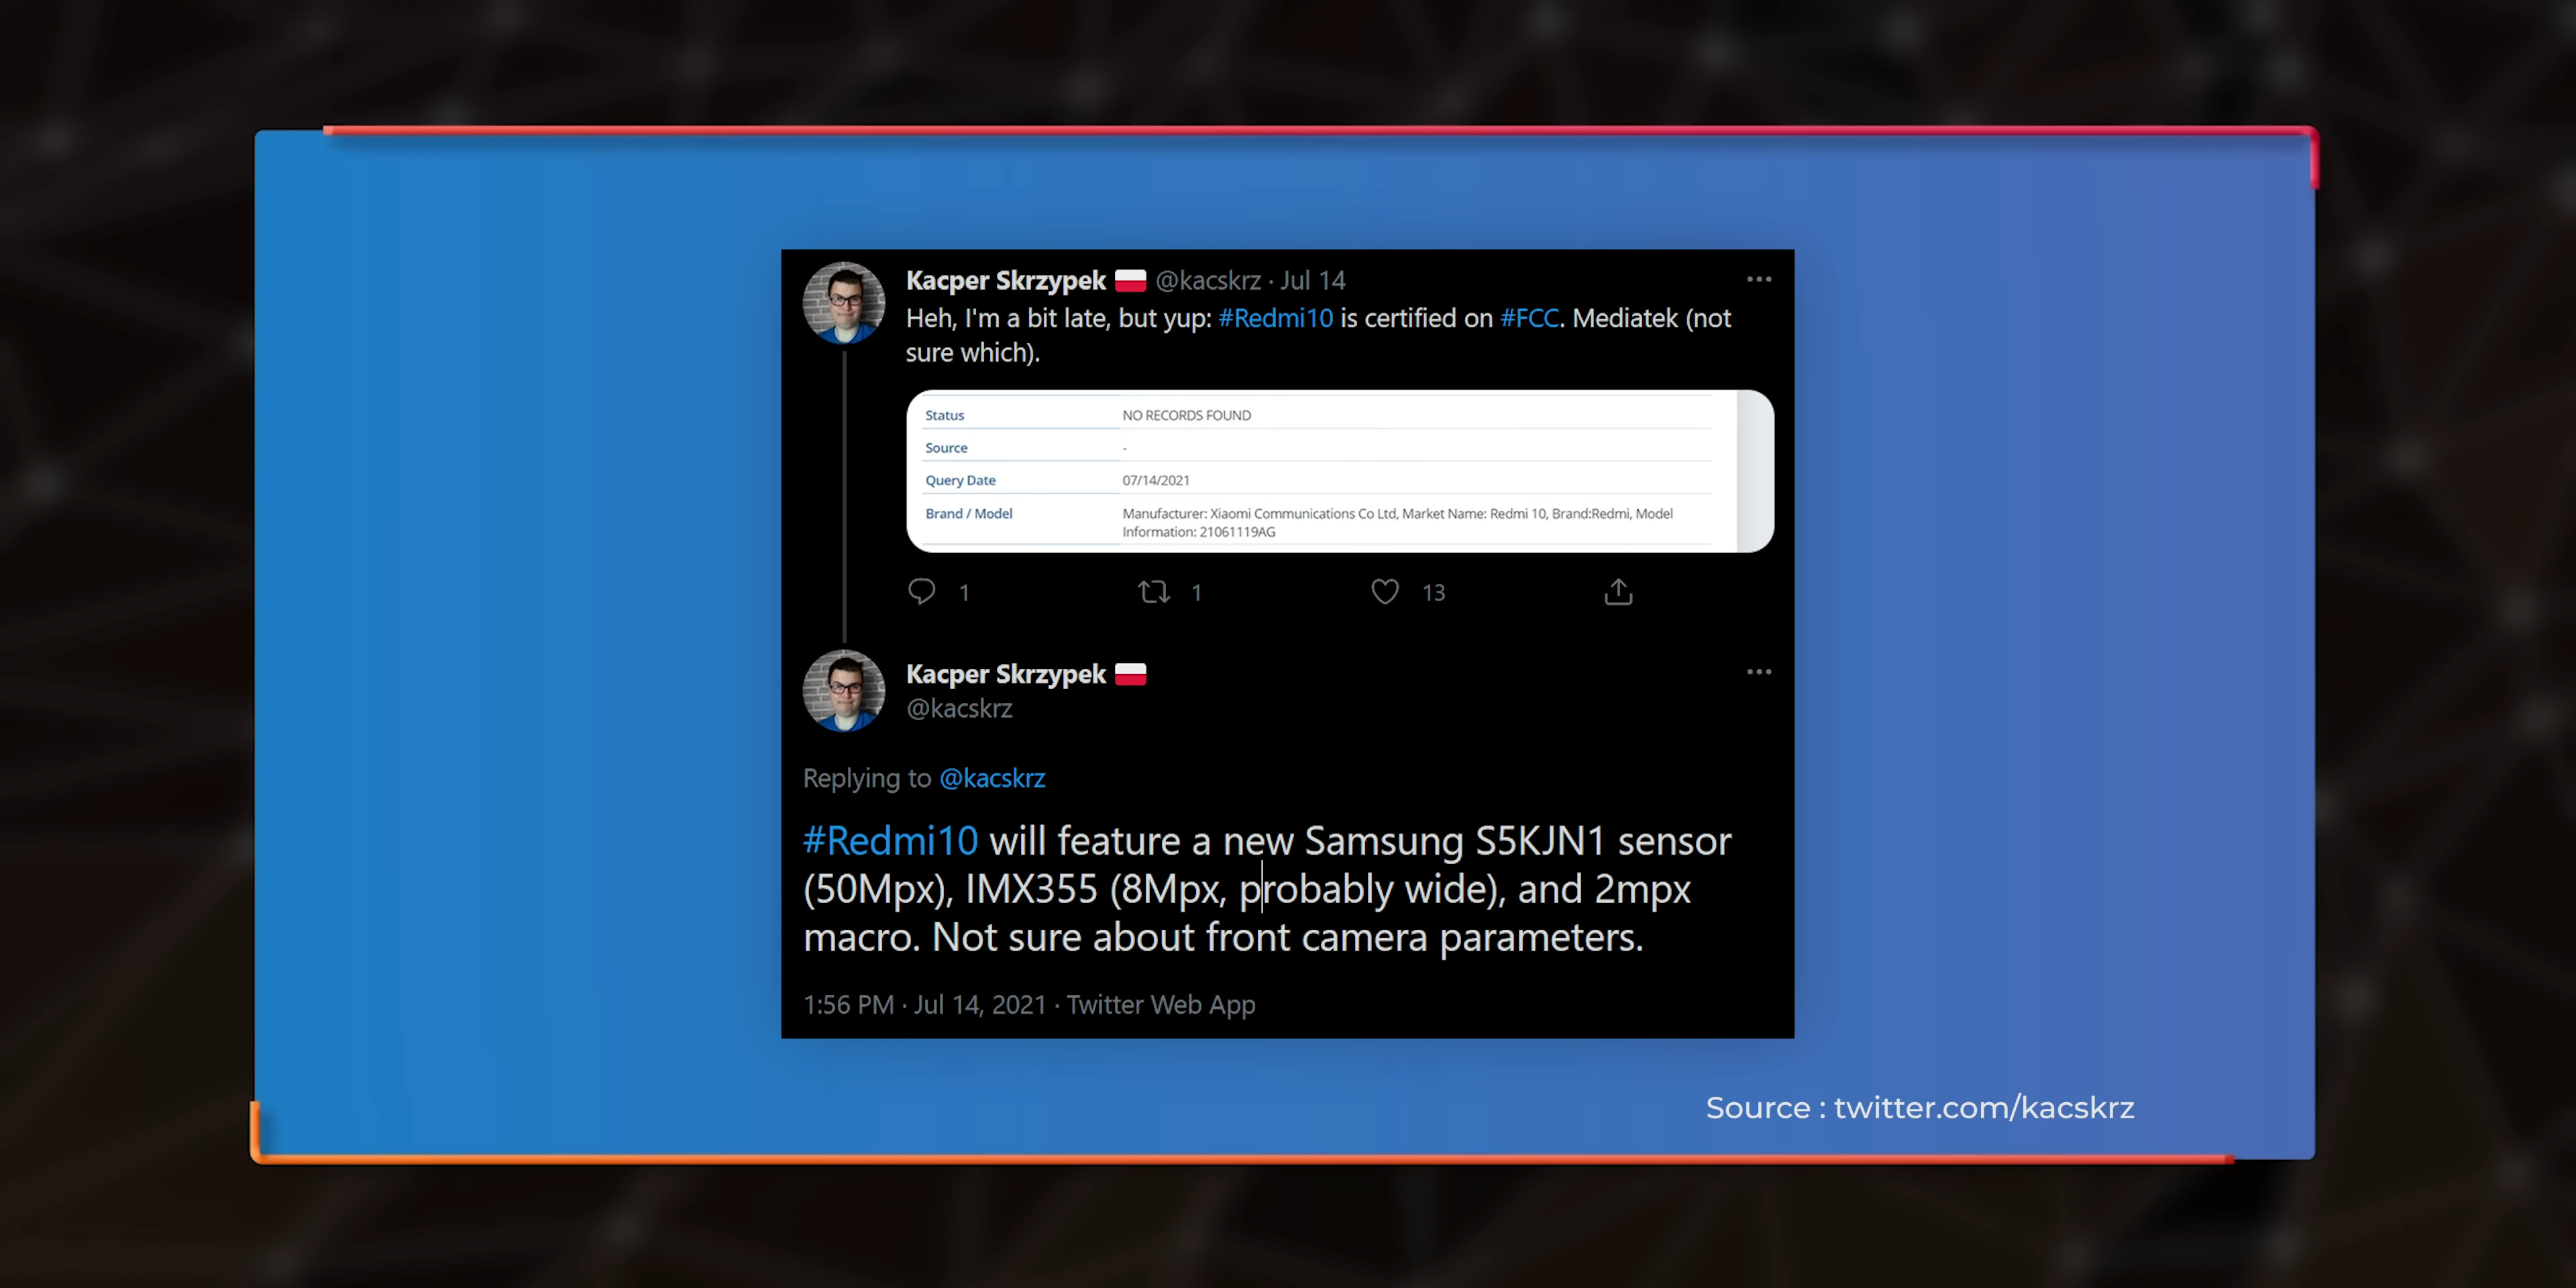 Kacper Skrzypek @kacskrz · Jul 14
Heh, I'm a bit late, but yup: #Redmi10 is certified on #FCC. Mediatek (not
sure which).
Status NO RECORDS FOUND
Source -
Query Date 07/14/2021
Brand / Model Manufacturer: Xiaomi Communications Co Ltd, Market Name: Redmi 10, Brand:Redmi, Model
Information: 21061119AG
1 1 13
Kacper Skrzypek
@kacskrz
Replying to @kacskrz
#Redmi10 will feature a new Samsung S5KJN1 sensor
(50Mpx), IMX355 (8Mpx, probably wide), and 2mpx
macro. Not sure about front camera parameters.
1:56 PM · Jul 14, 2021 · Twitter Web App
Source : twitter.com/kacskrz